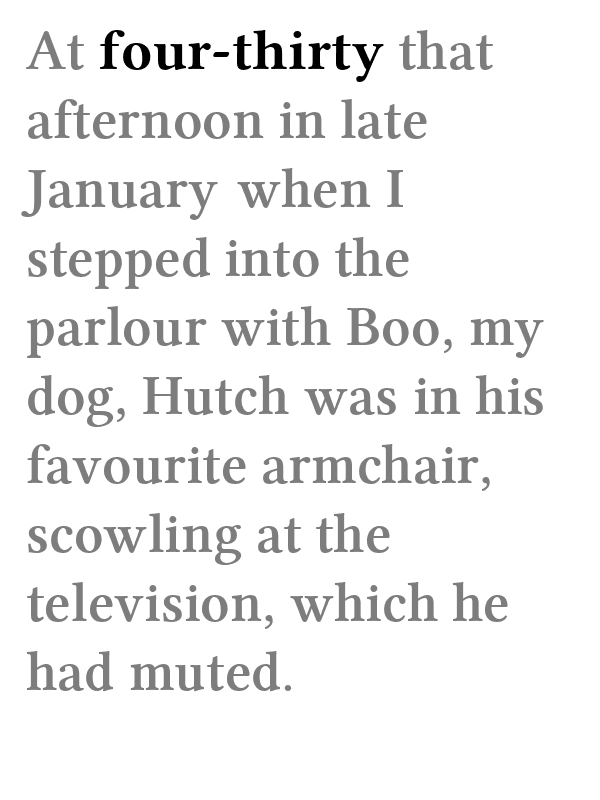 At four-thirty that
afternoon in late
January when I
stepped into the
parlour with Boo, my
dog, Hutch was in his
favourite armchair,
scowling at the
television, which he
had muted.